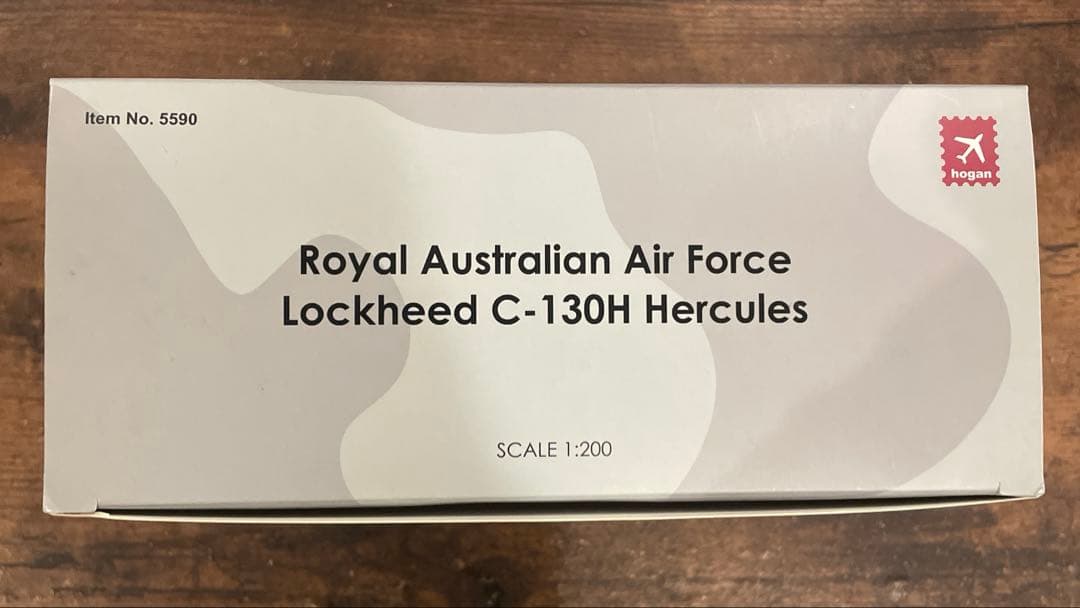 Item No. 5590
hogan
Royal Australian Air Force
Lockheed C-130H Hercules
SCALE 1:200